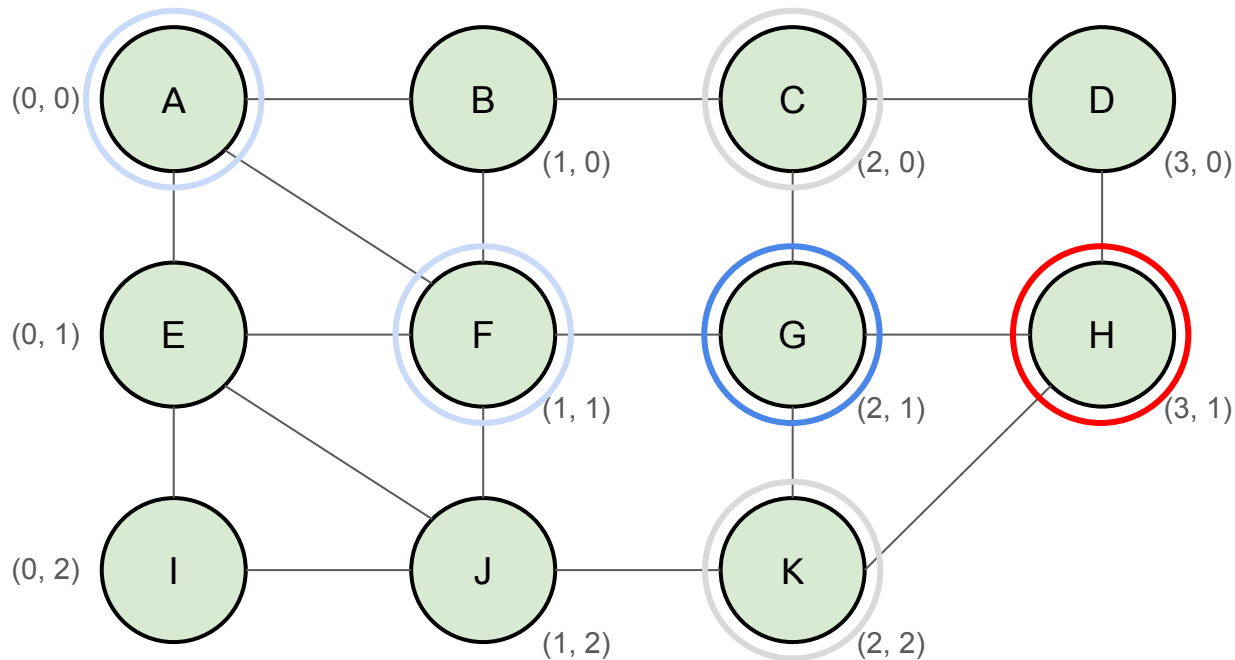 (0, 0) A B C D
(1, 0) (2, 0) (3, 0)
(0, 1) E F G H
(1, 1) (2, 1) (3, 1)
(0, 2) I J K
(1, 2) (2, 2)